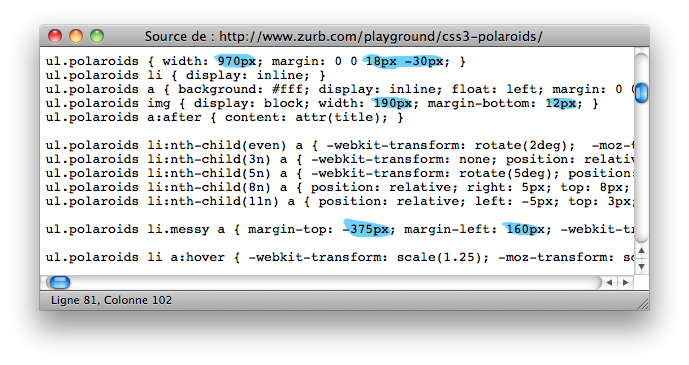 Source de : http://www.zurb.com/playground/css3-polaroids/
ul.polaroids { width: 970px; margin: 0 0 18px -30px; }
ul.polaroids li { display: inline; }
ul.polaroids a { background: #fff; display: inline; float: left; margin: 0 0
ul.polaroids img { display: block; width: 190px; margin-bottom: 12px; }
ul.polaroids a:after { content: attr(title); }
ul.polaroids li:nth-child(even) a { -webkit-transform: rotate(2deg);  -moz-t
ul.polaroids li:nth-child(3n) a { -webkit-transform: none; position: relativ
ul.polaroids li:nth-child(5n) a { -webkit-transform: rotate(5deg); position:
ul.polaroids li:nth-child(8n) a { position: relative; right: 5px; top: 8px;
ul.polaroids li:nth-child(11n) a { position: relative; left: -5px; top: 3px;
ul.polaroids li.messy a { margin-top: -375px; margin-left: 160px; -webkit-tr
ul.polaroids li a:hover { -webkit-transform: scale(1.25); -moz-transform: sc
Ligne 81, Colonne 102